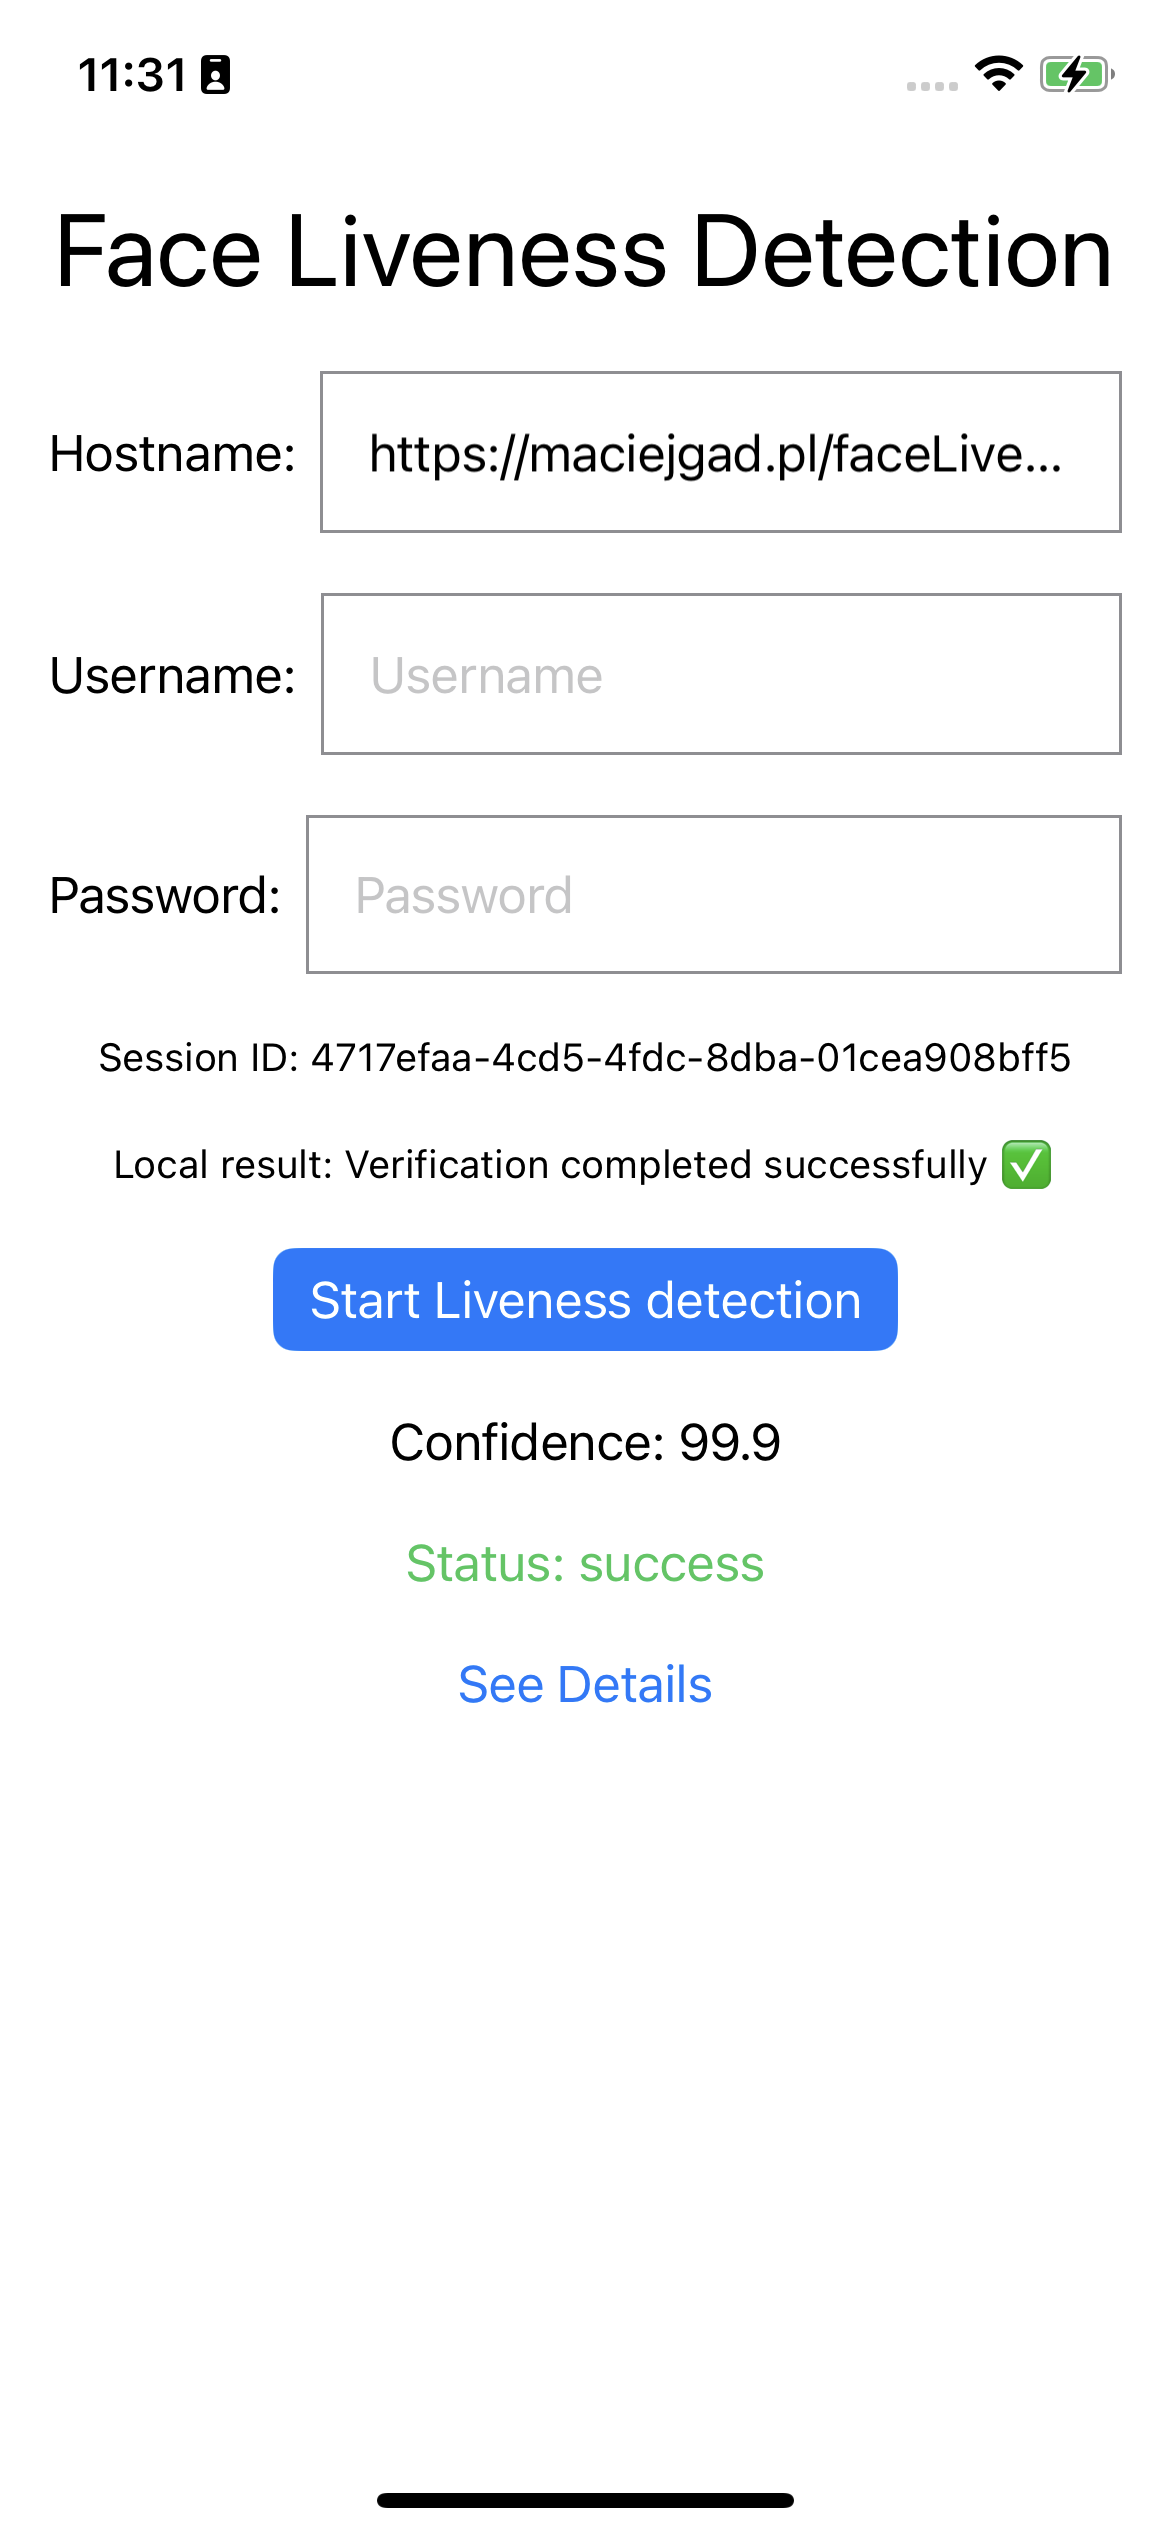 11:31
Face Liveness Detection
Hostname: https://maciejgad.pl/faceLive...
Username: Username
Password: Password
Session ID: 4717efaa-4cd5-4fdc-8dba-01cea908bff5
Local result: Verification completed successfully ✅
Start Liveness detection
Confidence: 99.9
Status: success
See Details